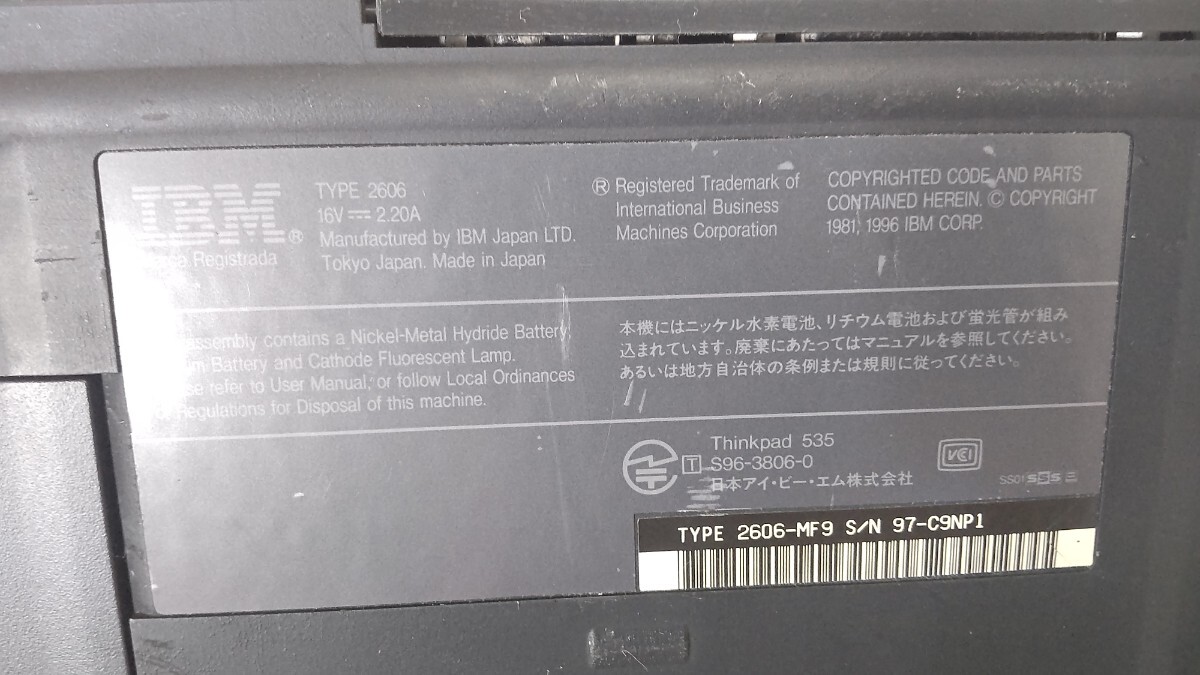 IBM®
Registrada
TYPE 2606
16V 2.20A
Manufactured by IBM Japan LTD.
Tokyo Japan. Made in Japan
® Registered Trademark of
International Business
Machines Corporation
COPYRIGHTED CODE AND PARTS
CONTAINED HEREIN. © COPYRIGHT
1981, 1996 IBM CORP.
assembly contains a Nickel-Metal Hydride Battery,
Battery and Cathode Fluorescent Lamp.
refer to User Manual, or follow Local Ordinances
Regulations for Disposal of this machine.
本機にはニッケル水素電池、リチウム電池および蛍光管が組み
込まれています。廃棄にあたってはマニュアルを参照してください。
あるいは地方自治体の条例または規則に従ってください。
Thinkpad 535
T S96-3806-0
日本アイ・ビー・エム株式会社
VCI
TYPE 2606-MF9 S/N 97-C9NP1